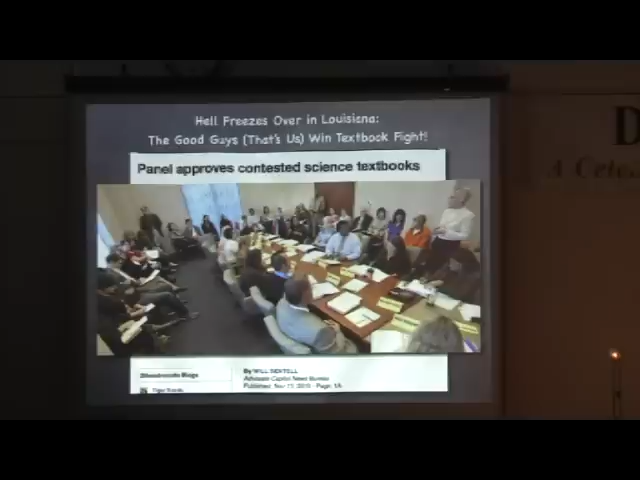 Hell Freezes Over in Louisiana:
The Good Guys (That's Us) Win Textbook Fight!
Panel approves contested science textbooks
By WILL SENTELL
Advocate Capitol News Bureau
D
A Cele